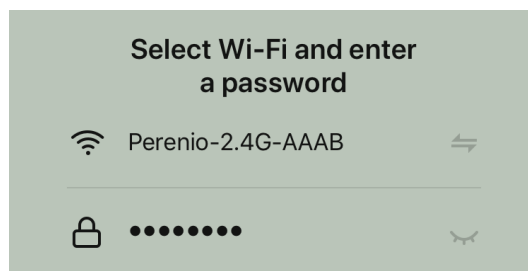 Select Wi-Fi and enter
a password
Perenio-2.4G-AAAB
••••••••